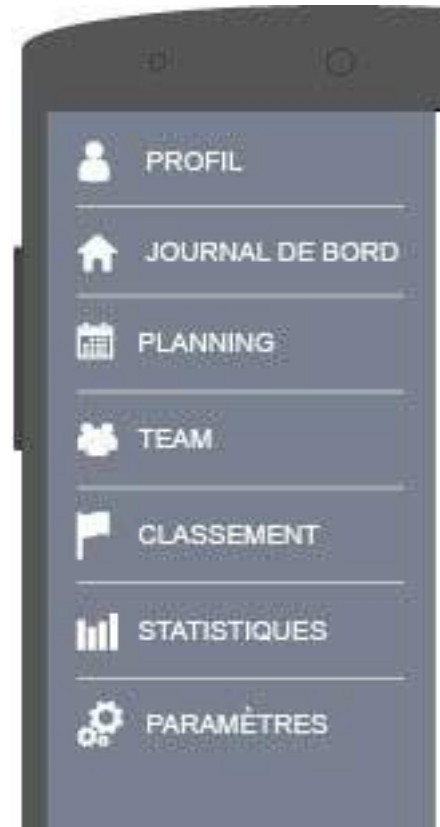 PROFIL
JOURNAL DE BORD
PLANNING
TEAM
CLASSEMENT
STATISTIQUES
PARAMÈTRES